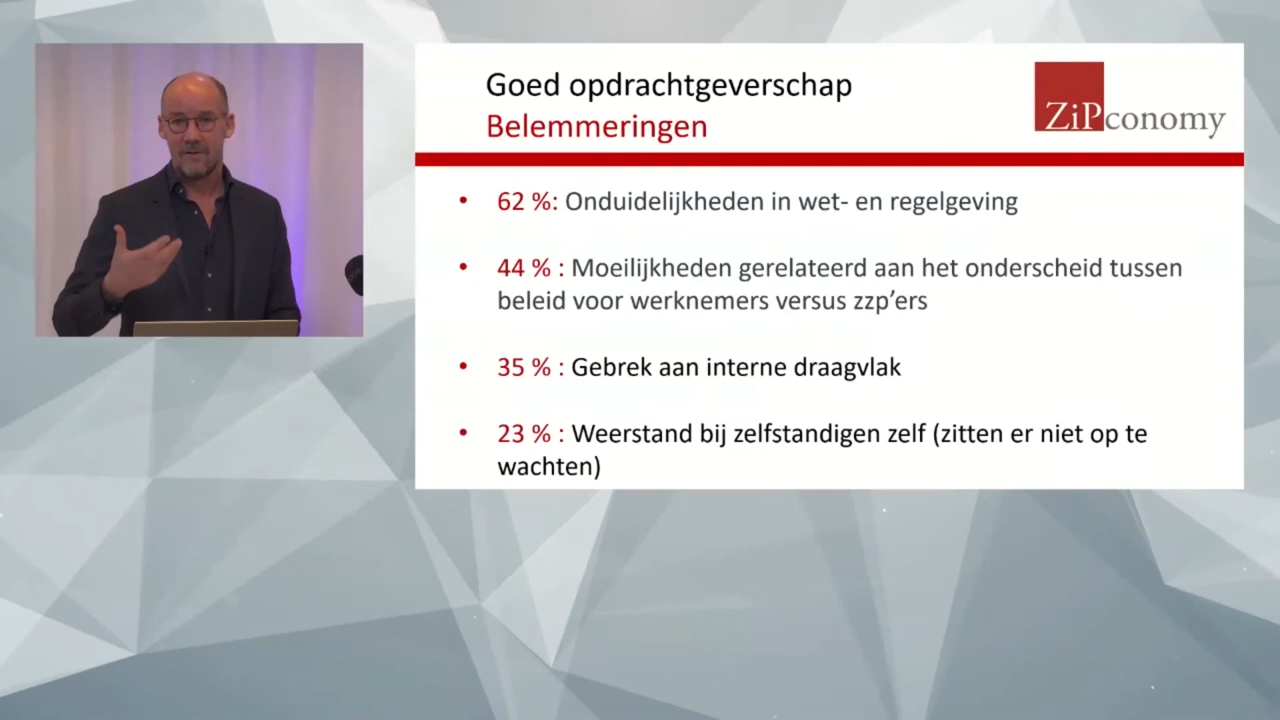 Goed opdrachtgeverschap
Belemmeringen
ZiPconomy
• 62 %: Onduidelijkheden in wet- en regelgeving
• 44 % : Moeilijkheden gerelateerd aan het onderscheid tussen
beleid voor werknemers versus zzp’ers
• 35 % : Gebrek aan interne draagvlak
• 23 % : Weerstand bij zelfstandigen zelf (zitten er niet op te
wachten)